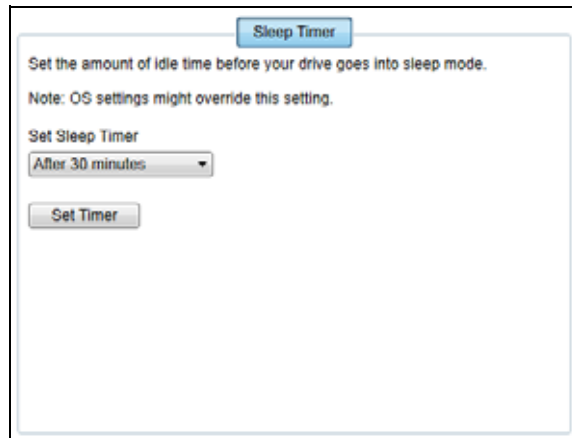 Sleep Timer
Set the amount of idle time before your drive goes into sleep mode.
Note: OS settings might override this setting.
Set Sleep Timer
After 30 minutes
Set Timer